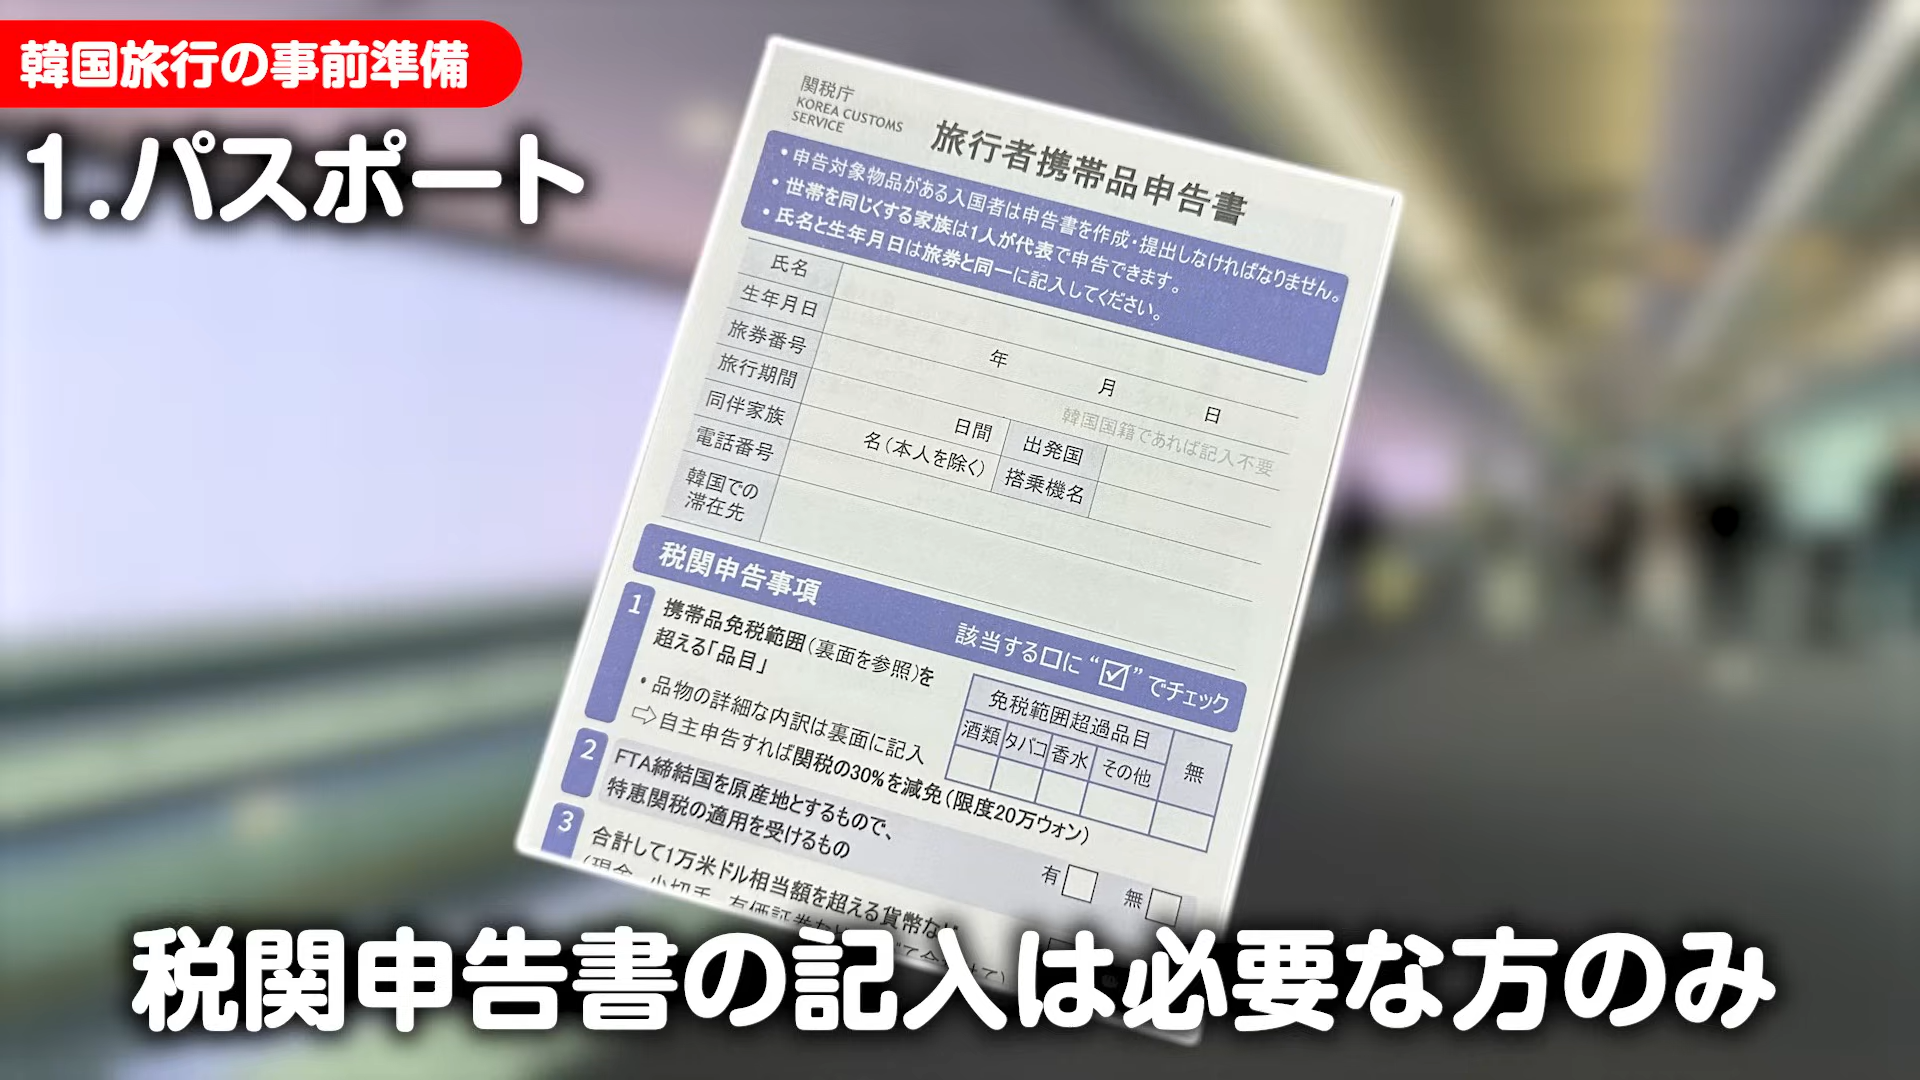 韓国旅行の事前準備
1.パスポート
関税庁
KOREA CUSTOMS
SERVICE
旅行者携帯品申告書
・申告対象物品がある入国者は申告書を作成・提出しなければなりません。
・世帯を同じくする家族は1人が代表で申告できます。
・氏名と生年月日は旅券と同一に記入してください。
氏名
生年月日 年 月 日
旅券番号 韓国国籍であれば記入不要
旅行期間 日間 出発国
同伴家族 名(本人を除く) 搭乗機名
電話番号
韓国での
滞在先
税関申告事項 該当する口に“☑”でチェック
1 携帯品免税範囲(裏面を参照)を
超える「品目」
・品物の詳細な内訳は裏面に記入
⇨自主申告すれば関税の30%を減免(限度20万ウォン)
免税範囲超過品目 無
酒類 タバコ 香水 その他
2 FTA締結国を原産地とするもので、
特恵関税の適用を受けるもの
有□ 無□
3 合計して1万米ドル相当額を超える貨幣など
税関申告書の記入は必要な方のみ